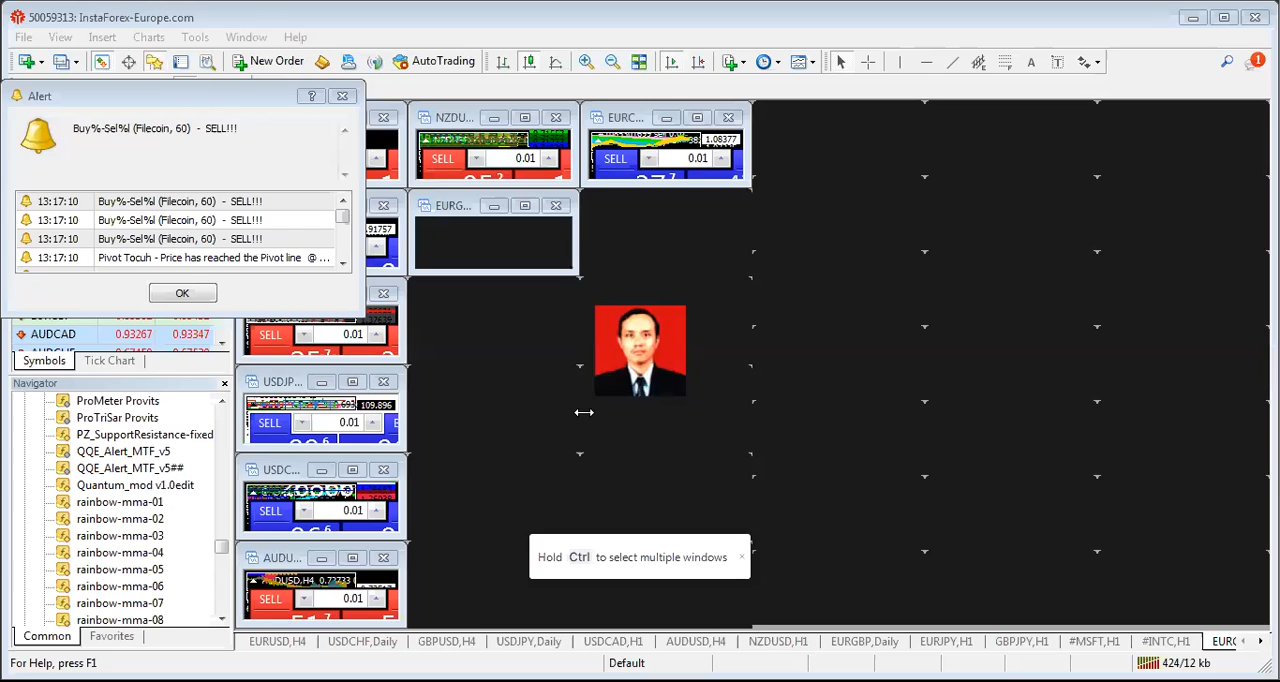 50059313: InstaForex-Europe.com
File View Insert Charts Tools Window Help
New Order AutoTrading 1
Alert
Buy%-Sel%l (Filecoin, 60) - SELL!!!
13:17:10 Buy%-Sel%l (Filecoin, 60) - SELL!!!
13:17:10 Buy%-Sel%l (Filecoin, 60) - SELL!!!
13:17:10 Buy%-Sel%l (Filecoin, 60) - SELL!!!
13:17:10 Pivot Tocuh - Price has reached the Pivot line @ ...
OK
NZDU...
SELL 0.01
EURC...
1.08377
SELL 0.01
EURG...
.91757
AUDCAD 0.93267 0.93347
Symbols Tick Chart
Navigator
ProMeter Provits
ProTriSar Provits
PZ_SupportResistance-fixed
QQE_Alert_MTF_v5
QQE_Alert_MTF_v5##
Quantum_mod v1.0edit
rainbow-mma-01
rainbow-mma-02
rainbow-mma-03
rainbow-mma-04
rainbow-mma-05
rainbow-mma-06
rainbow-mma-07
rainbow-mma-08
Common Favorites
SELL 0.01
USDJP...
109.896
SELL 0.01
USDC...
SELL 0.01
AUDU...
SELL 0.01
Hold Ctrl to select multiple windows
EURUSD,H4 USDCHF,Daily GBPUSD,H4 USDJPY,Daily USDCAD,H1 AUDUSD,H4 NZDUSD,H1 EURGBP,Daily EURJPY,H1 GBPJPY,H1 #MSFT,H1 #INTC,H1 EURC
For Help, press F1 Default 424/12 kb